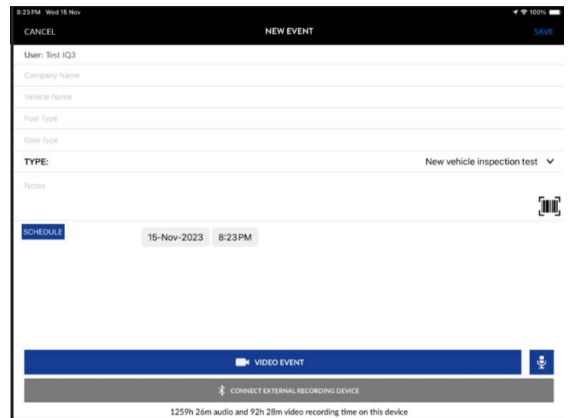 8:23 PM Wed 15 Nov 100%
CANCEL NEW EVENT SAVE
User: Test IQ3
Company Name
Vehicle Name
Fuel Type
Gear type
TYPE: New vehicle inspection test
Notes
SCHEDULE 15-Nov-2023 8:23PM
VIDEO EVENT
CONNECT EXTERNAL RECORDING DEVICE
1259h 26m audio and 92h 28m video recording time on this device